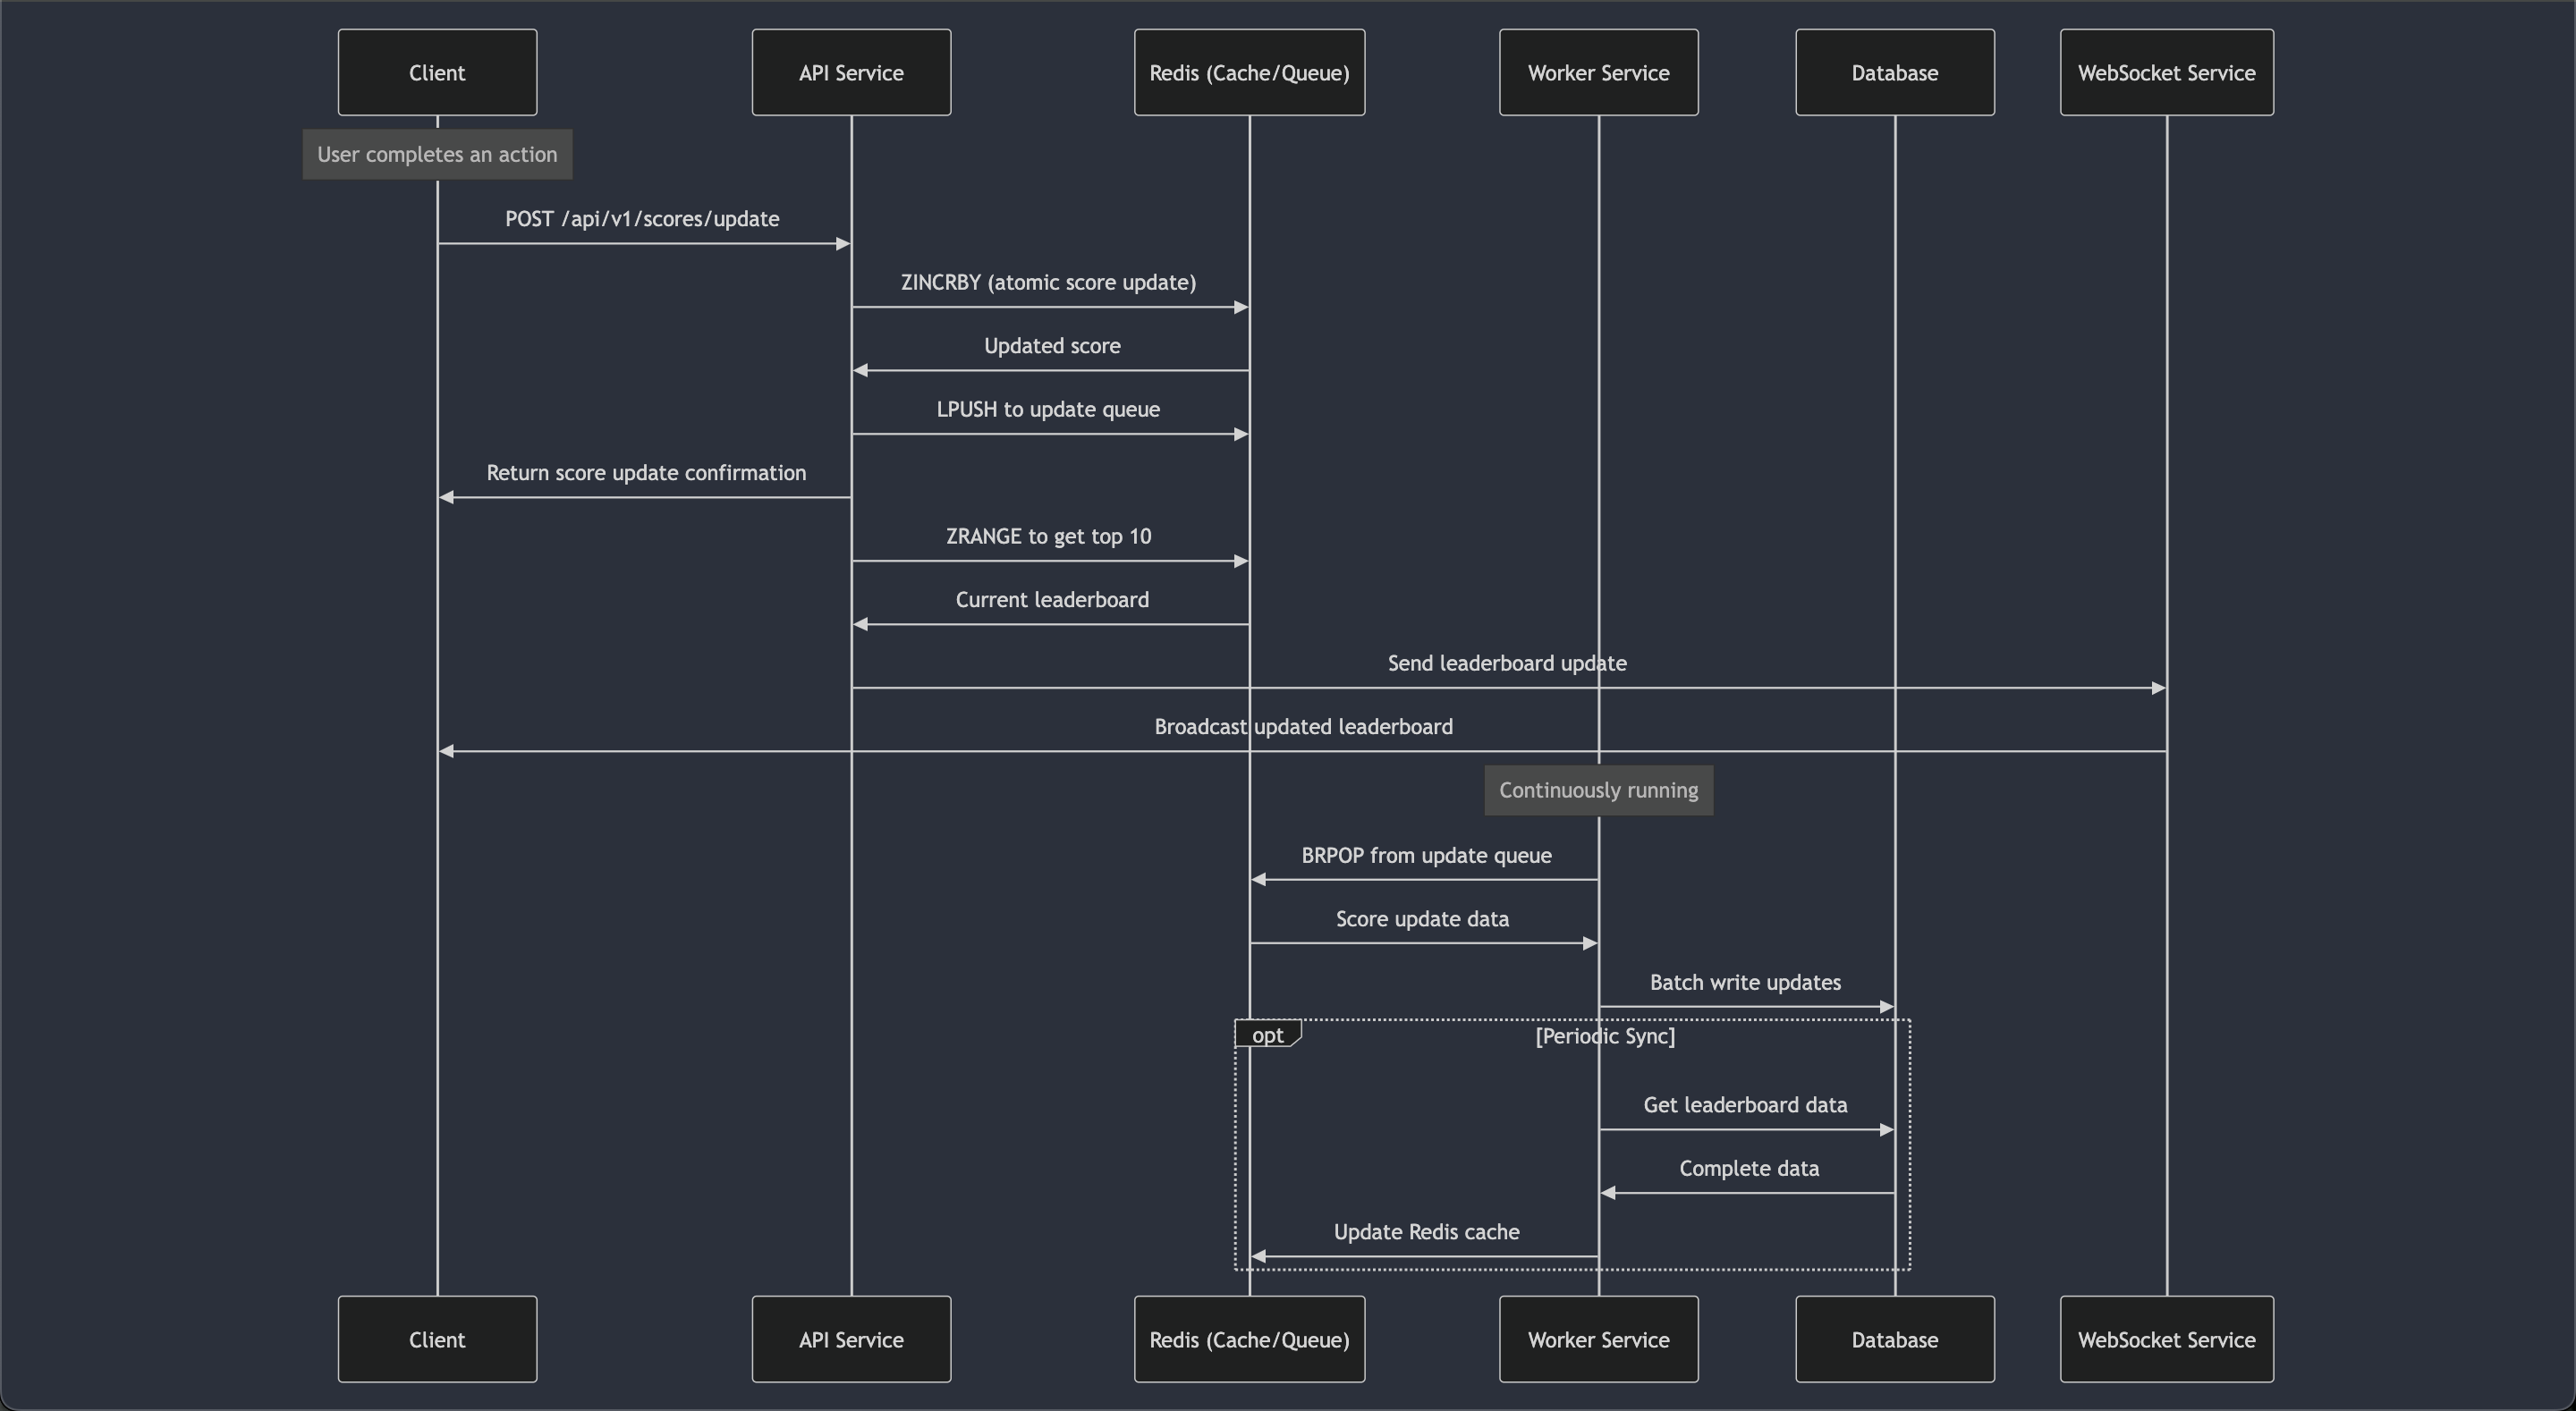 Client
API Service
Redis (Cache/Queue)
Worker Service
Database
WebSocket Service
User completes an action
POST /api/v1/scores/update
ZINCRBY (atomic score update)
Updated score
LPUSH to update queue
Return score update confirmation
ZRANGE to get top 10
Current leaderboard
Send leaderboard update
Broadcast updated leaderboard
Continuously running
BRPOP from update queue
Score update data
Batch write updates
opt
[Periodic Sync]
Get leaderboard data
Complete data
Update Redis cache
Client
API Service
Redis (Cache/Queue)
Worker Service
Database
WebSocket Service